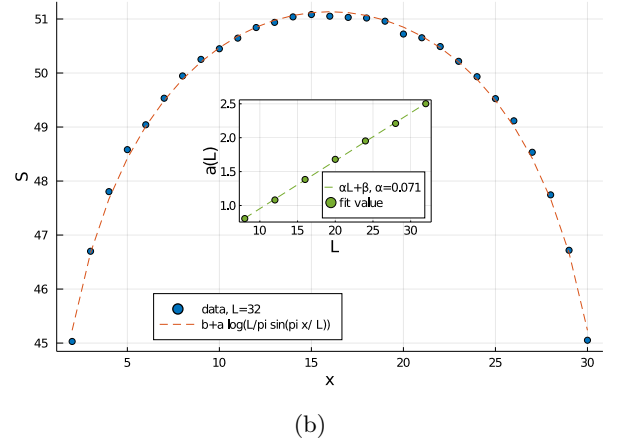 51
50
49
48
47
46
45
S
5
10
15
20
25
30
x
2.5
2.0
1.5
1.0
a(L)
10
15
20
25
30
L
αL+β, α=0.071
fit value
data, L=32
b+a log(L/pi sin(pi x/ L))
(b)